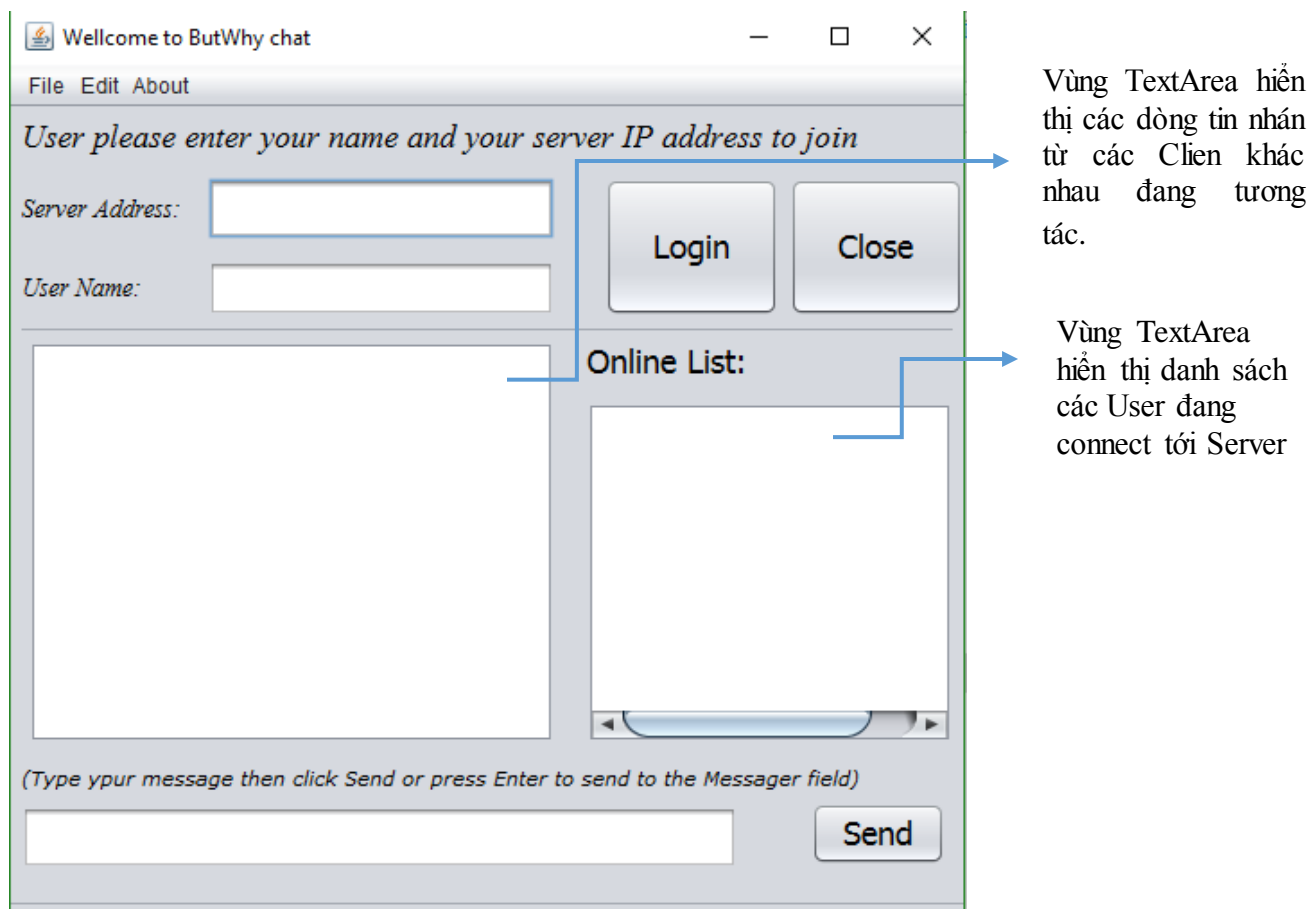 Wellcome to ButWhy chat
File Edit About
User please enter your name and your server IP address to join
Server Address:
User Name:
Login
Close
Online List:
(Type ypur message then click Send or press Enter to send to the Messager field)
Send
Vùng TextArea hiển
thị các dòng tin nhán
từ các Clien khác
nhau đang tương
tác.
Vùng TextArea
hiển thị danh sách
các User đang
connect tới Server